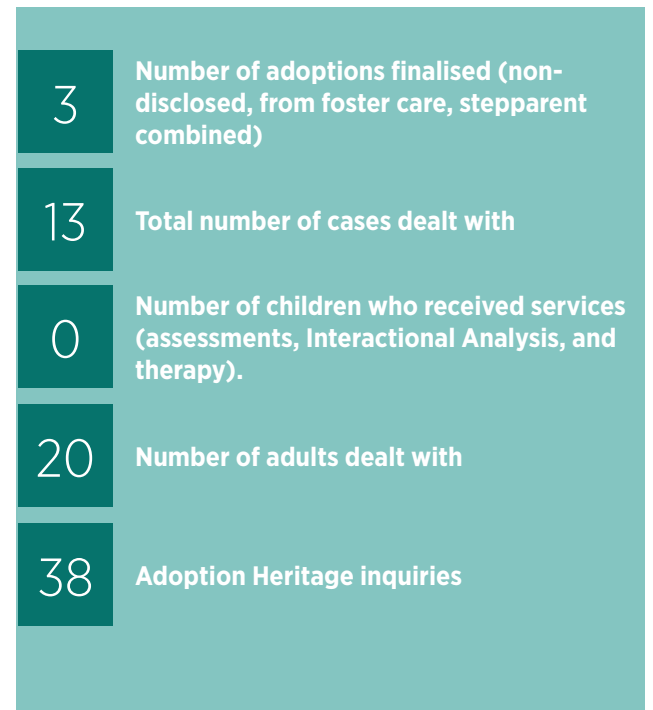 3
Number of adoptions finalised (non-
disclosed, from foster care, stepparent
combined)
13
Total number of cases dealt with
0
Number of children who received services
(assessments, Interactional Analysis, and
therapy).
20
Number of adults dealt with
38
Adoption Heritage inquiries